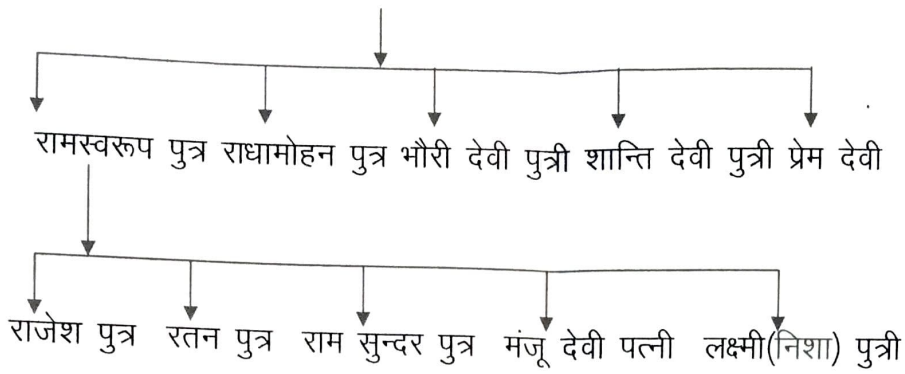 रामस्वरूप पुत्र राधामोहन पुत्र भौरी देवी पुत्री शान्ति देवी पुत्री प्रेम देवी
राजेश पुत्र रतन पुत्र राम सुन्दर पुत्र मंजू देवी पत्नी लक्ष्मी(निशा) पुत्री